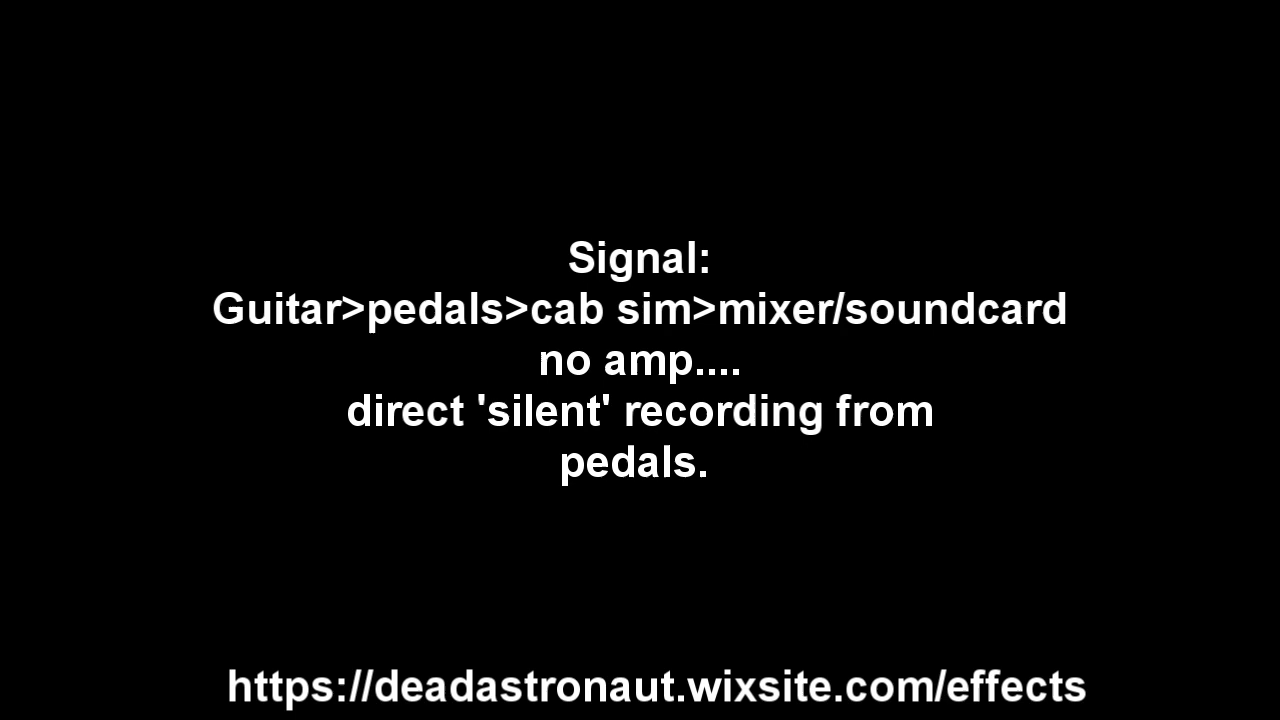 Signal:
Guitar>pedals>cab sim>mixer/soundcard
no amp....
direct 'silent' recording from
pedals.
https://deadastronaut.wixsite.com/effects